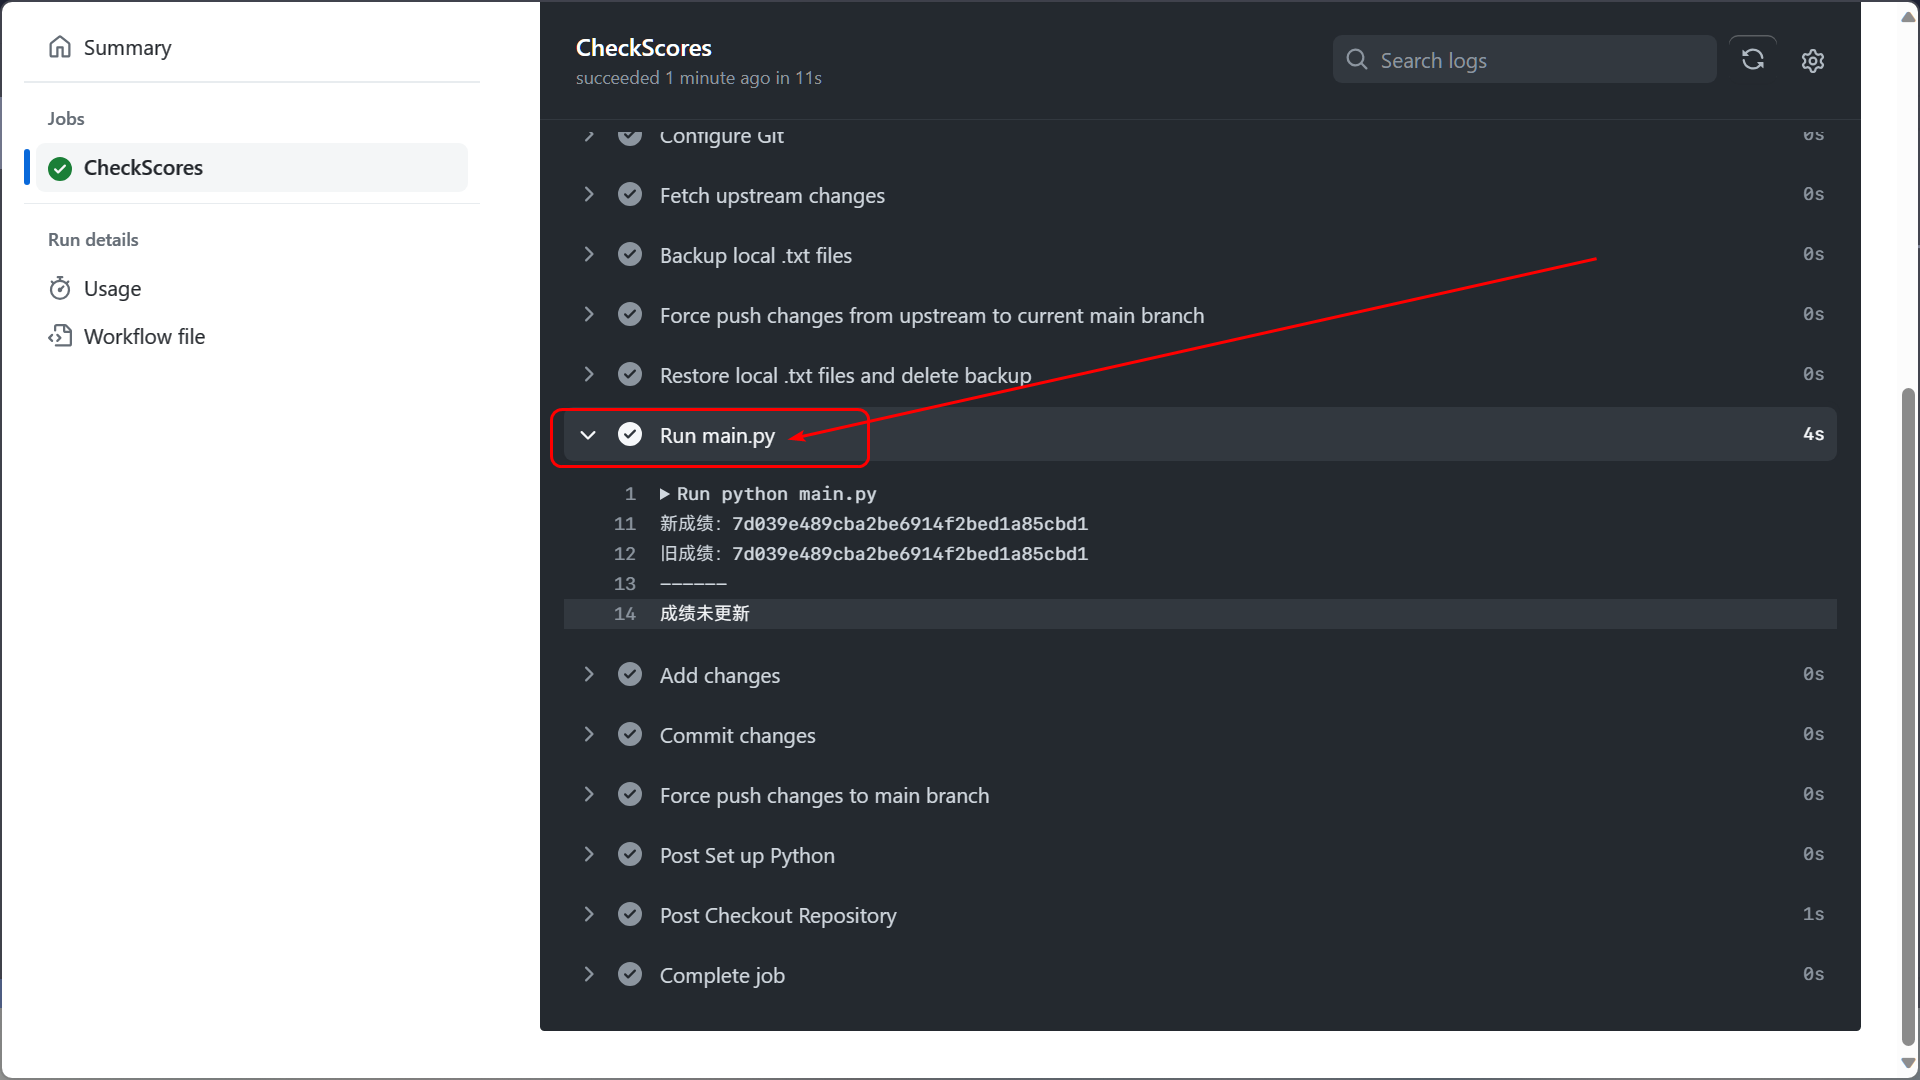 Summary
Jobs
CheckScores
Run details
Usage
Workflow file
CheckScores
succeeded 1 minute ago in 11s
Search logs
Configure Git 0s
Fetch upstream changes 0s
Backup local .txt files 0s
Force push changes from upstream to current main branch 0s
Restore local .txt files and delete backup 0s
Run main.py 4s
1 Run python main.py
11 新成绩：7d039e489cba2be6914f2bed1a85cbd1
12 旧成绩：7d039e489cba2be6914f2bed1a85cbd1
13 ------
14 成绩未更新
Add changes 0s
Commit changes 0s
Force push changes to main branch 0s
Post Set up Python 0s
Post Checkout Repository 1s
Complete job 0s